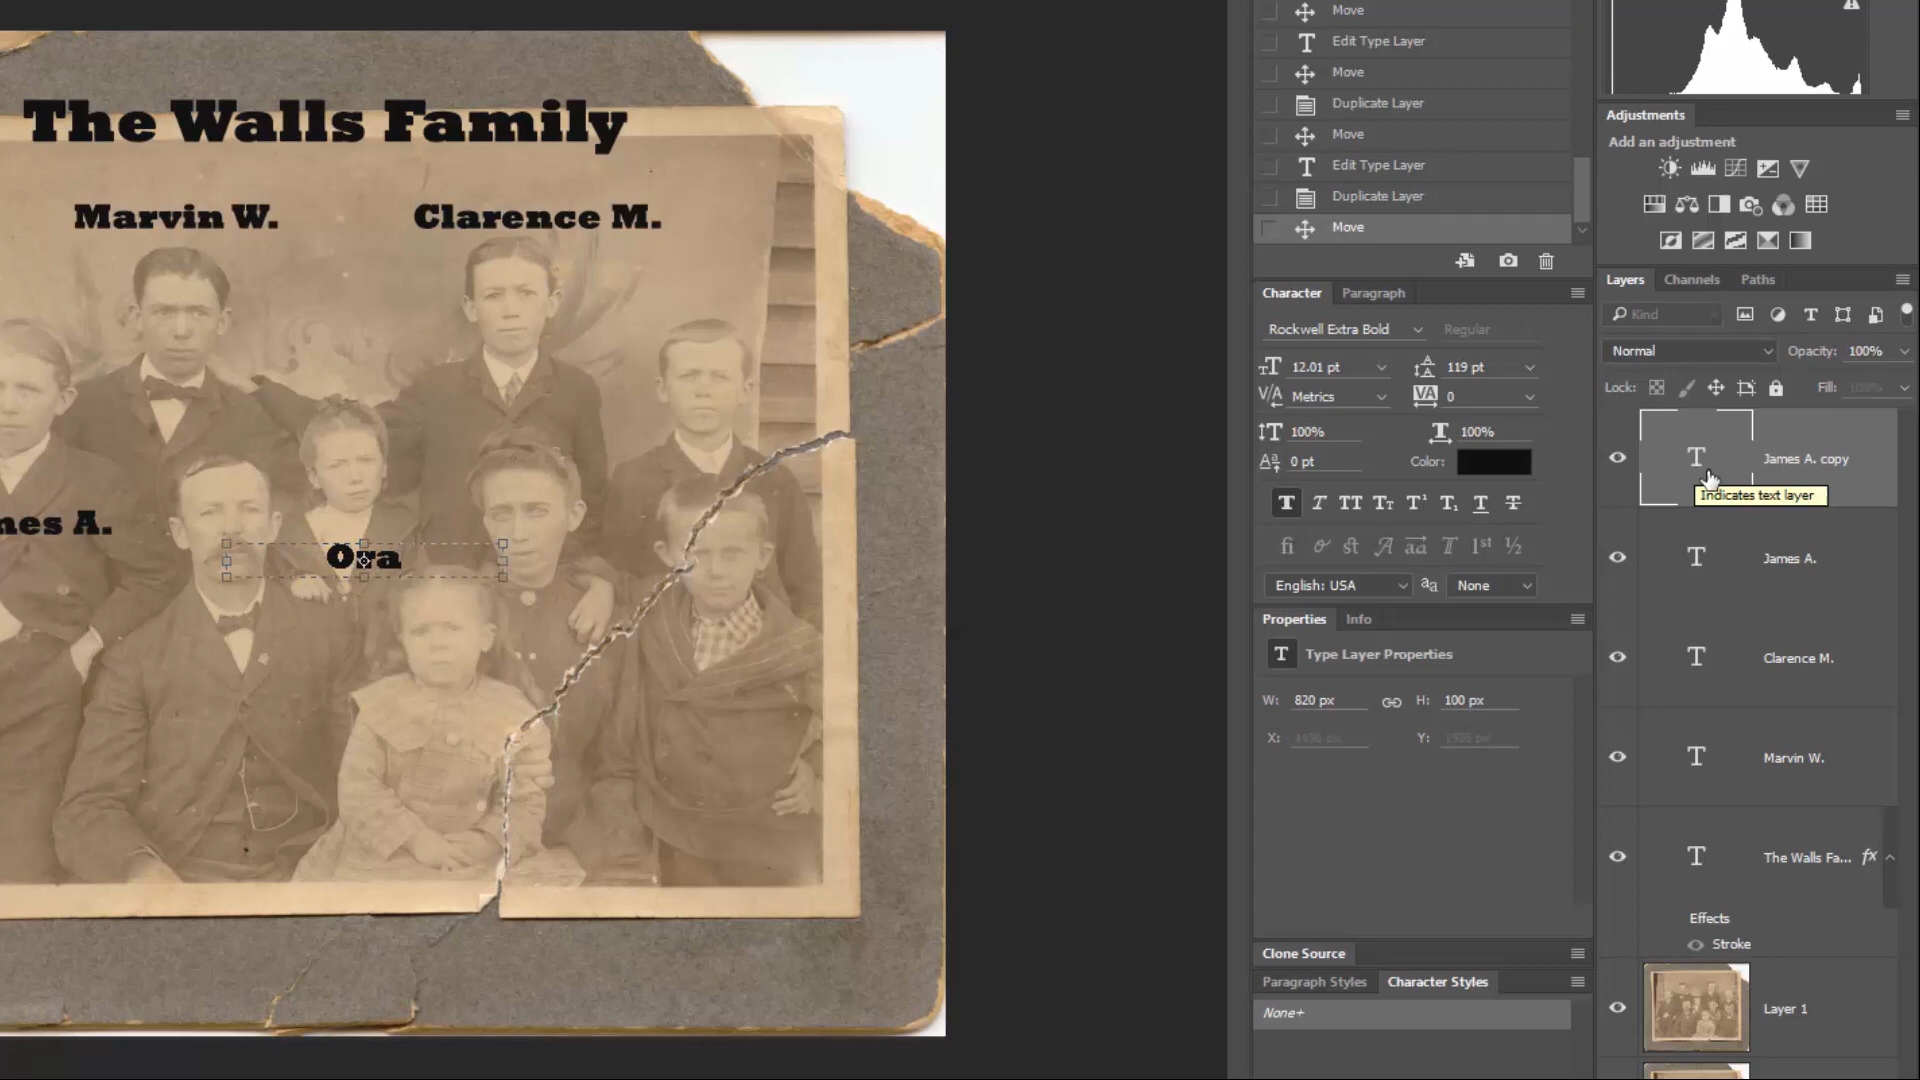 The Walls Family
Marvin W.
Clarence M.
mes A.
Ora
Move
Edit Type Layer
Move
Duplicate Layer
Move
Edit Type Layer
Duplicate Layer
Move
Character
Paragraph
Rockwell Extra Bold
Regular
12.01 pt
119 pt
Metrics
0
100%
100%
0 pt
Color:
English: USA
None
Properties
Info
Type Layer Properties
W: 820 px
H: 100 px
X:
Y:
Clone Source
Paragraph Styles
Character Styles
None+
Adjustments
Add an adjustment
Layers
Channels
Paths
Kind
Normal
Opacity: 100%
Lock:
Fill: 100%
James A. copy
Indicates text layer
James A.
Clarence M.
Marvin W.
The Walls Fa... fx
Effects
Stroke
Layer 1